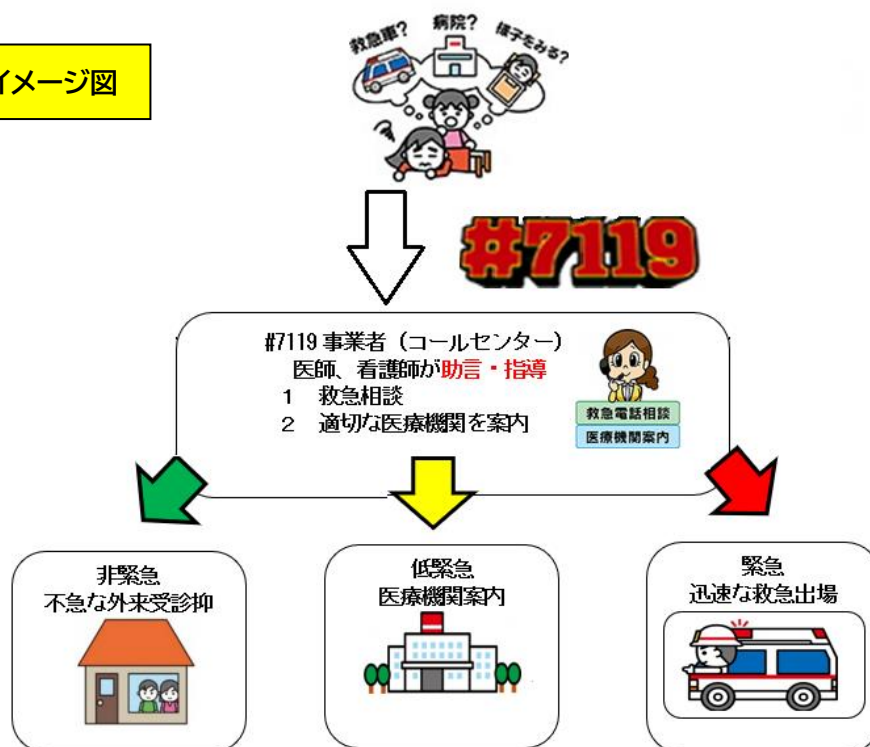 救急車?
病院?
様子をみる?
イメージ図
#7119
#7119事業者(コールセンター)
医師、看護師が助言・指導
1 救急相談
2 適切な医療機関を案内
救急電話相談
医療機関案内
非緊急
不急な外来受診抑
低緊急
医療機関案内
緊急
迅速な救急出場